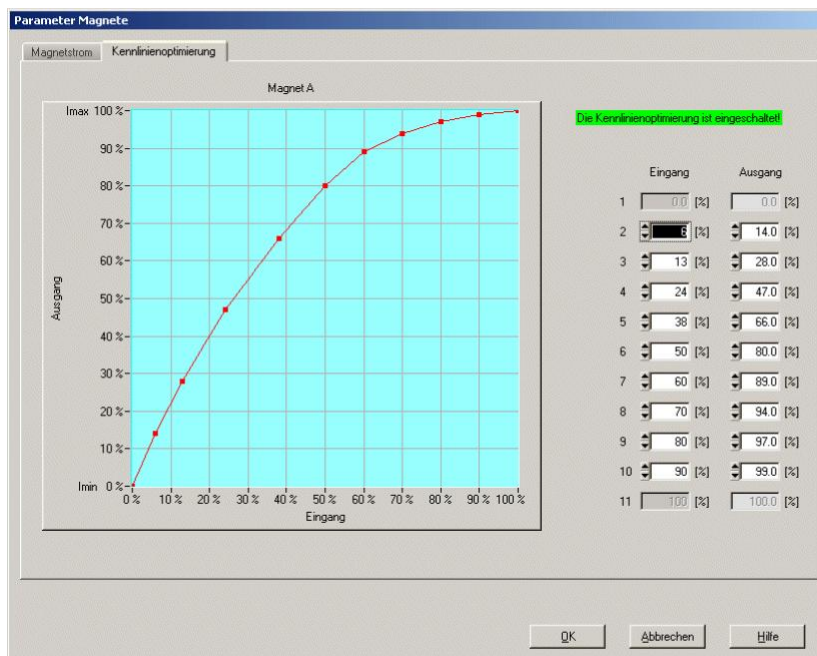 Parameter Magnete
Magnetstrom Kennlinienoptimierung
Magnet A
Imax 100 %
90 %
80 %
70 %
60 %
50 %
40 %
30 %
20 %
10 %
Imin 0 %
Ausgang
0 % 10 % 20 % 30 % 40 % 50 % 60 % 70 % 80 % 90 % 100 %
Eingang
Die Kennlinienoptimierung ist eingeschaltet!
Eingang Ausgang
1 0.0 [%] 0.0 [%]
2 6 [%] 14.0 [%]
3 13 [%] 28.0 [%]
4 24 [%] 47.0 [%]
5 38 [%] 66.0 [%]
6 50 [%] 80.0 [%]
7 60 [%] 89.0 [%]
8 70 [%] 94.0 [%]
9 80 [%] 97.0 [%]
10 90 [%] 99.0 [%]
11 100 [%] 100.0 [%]
OK Abbrechen Hilfe